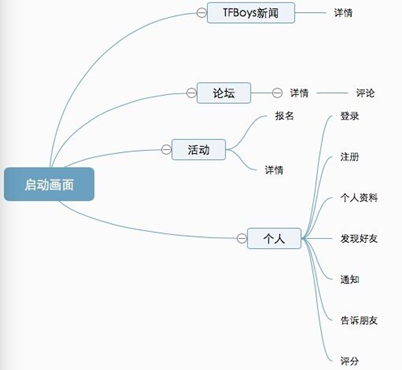 TFBoys新闻
详情
论坛
详情
评论
活动
报名
详情
启动画面
个人
登录
注册
个人资料
发现好友
通知
告诉朋友
评分